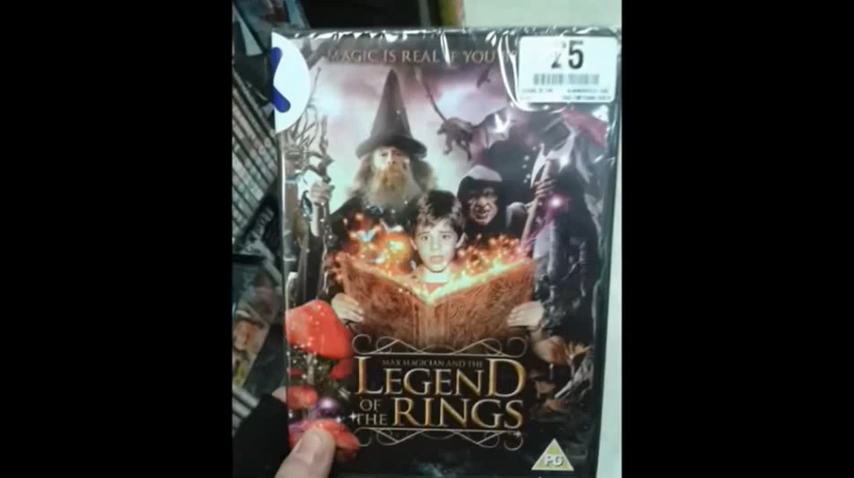 MAGIC IS REAL IF YOU
£5
MAX MAGICIAN AND THE
LEGEND
OF THE RINGS
PG